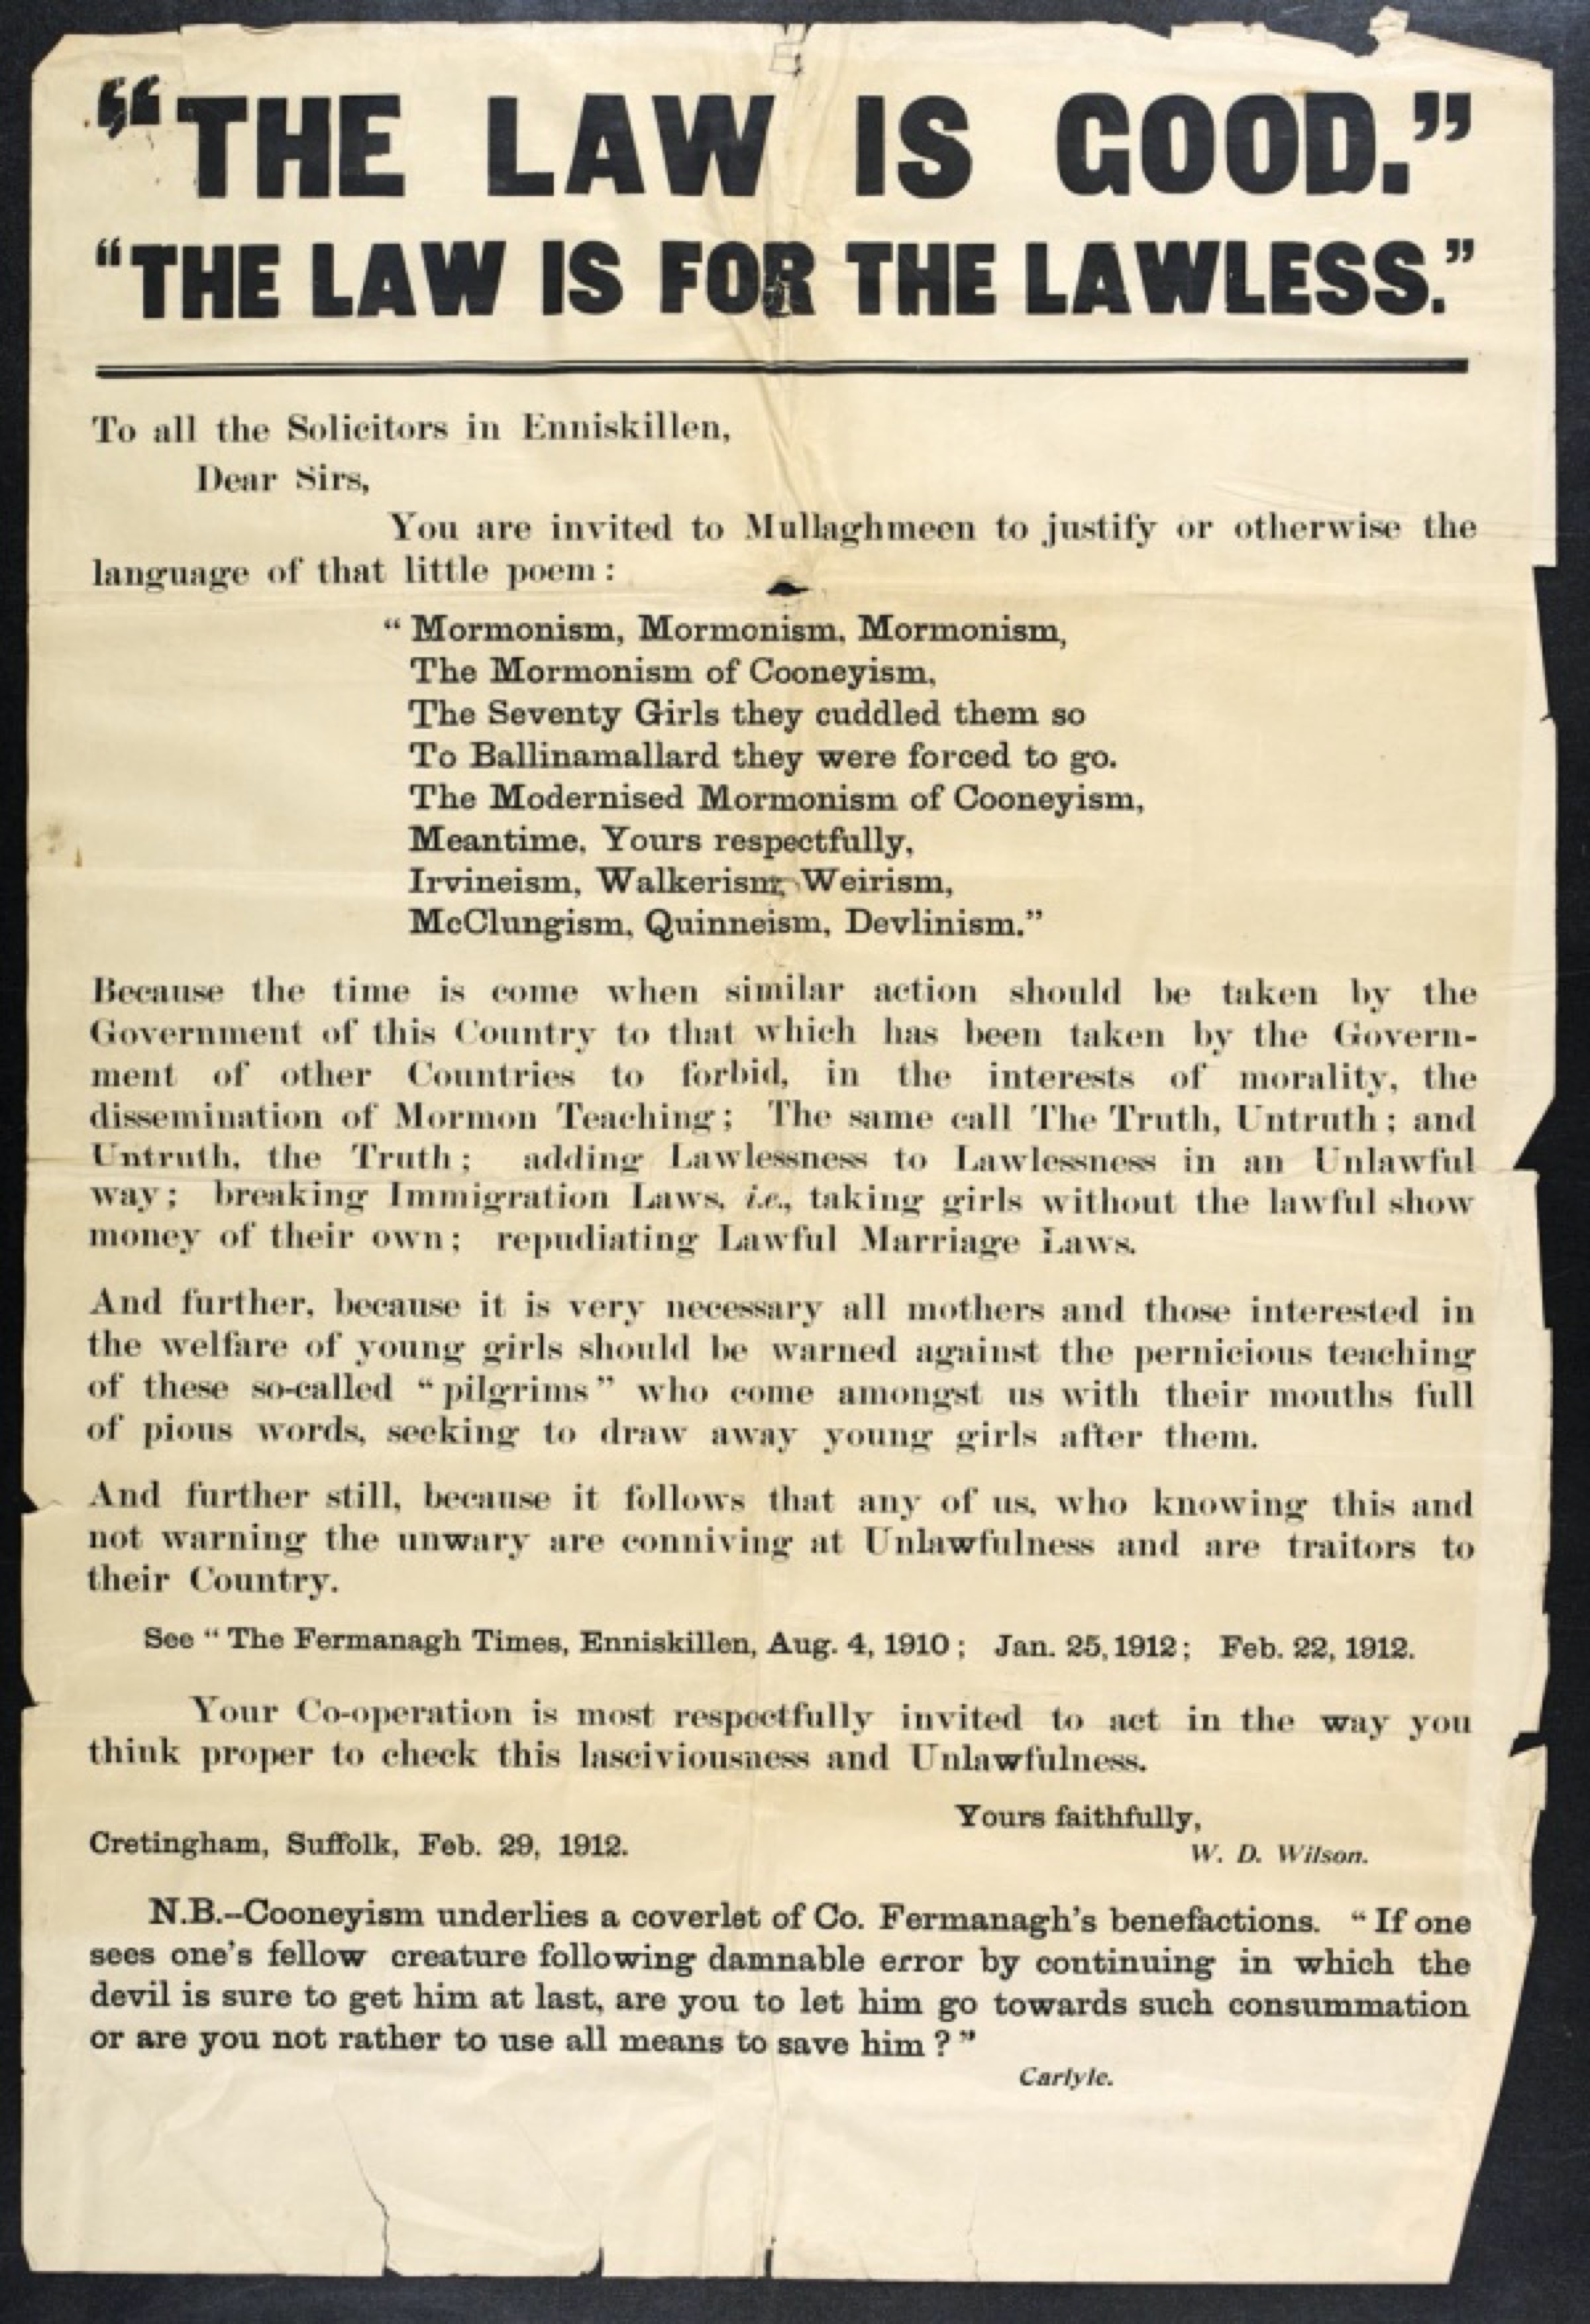 "THE LAW IS GOOD."
"THE LAW IS FOR THE LAWLESS."
To all the Solicitors in Enniskillen,
Dear Sirs,
You are invited to Mullaghmeen to justify or otherwise the
language of that little poem :
" Mormonism, Mormonism, Mormonism,
The Mormonism of Cooneyism,
The Seventy Girls they cuddled them so
To Ballinamallard they were forced to go.
The Modernised Mormonism of Cooneyism,
Meantime, Yours respectfully,
Irvineism, Walkerism, Weirism,
McClungism, Quinneism, Devlinism."
Because the time is come when similar action should be taken by the
Government of this Country to that which has been taken by the Govern-
ment of other Countries to forbid, in the interests of morality, the
dissemination of Mormon Teaching ; The same call The Truth, Untruth ; and
Untruth, the Truth ; adding Lawlessness to Lawlessness in an Unlawful
way ; breaking Immigration Laws, i.e., taking girls without the lawful show
money of their own ; repudiating Lawful Marriage Laws.
And further, because it is very necessary all mothers and those interested in
the welfare of young girls should be warned against the pernicious teaching
of these so-called " pilgrims " who come amongst us with their mouths full
of pious words, seeking to draw away young girls after them.
And further still, because it follows that any of us, who knowing this and
not warning the unwary are conniving at Unlawfulness and are traitors to
their Country.
See " The Fermanagh Times, Enniskillen, Aug. 4, 1910 ; Jan. 25, 1912 ; Feb. 22, 1912.
Your Co-operation is most respectfully invited to act in the way you
think proper to check this lasciviousness and Unlawfulness.
Yours faithfully,
Cretingham, Suffolk, Feb. 29, 1912.
W. D. Wilson.
N.B.--Cooneyism underlies a coverlet of Co. Fermanagh's benefactions. " If one
sees one's fellow creature following damnable error by continuing in which the
devil is sure to get him at last, are you to let him go towards such consummation
or are you not rather to use all means to save him ? "
Carlyle.